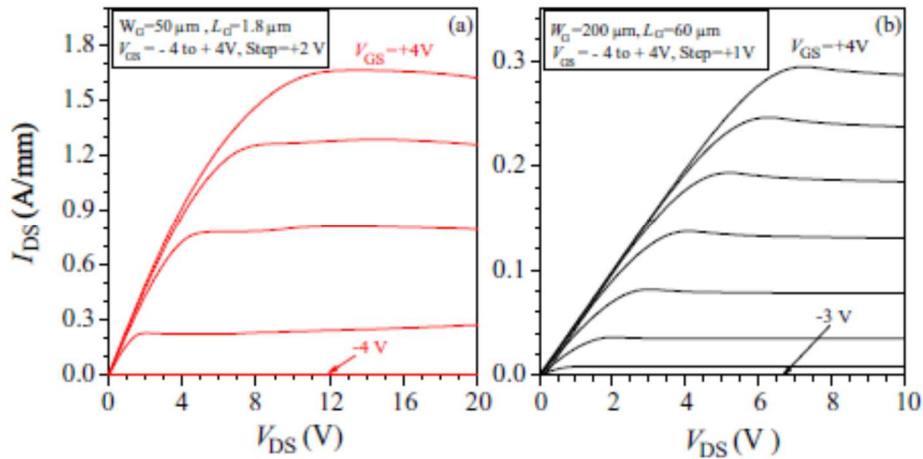 W_G=50 μm , L_G=1.8 μm
V_GS = - 4 to + 4V, Step=+2 V
(a)
V_GS=+4V
-4 V
1.8
1.5
1.2
0.9
0.6
0.3
0.0
I_DS (A/mm)
0 4 8 12 16 20
V_DS (V)
W_G=200 μm, L_G=60 μm
V_GS = - 4 to + 4V, Step=+1V
(b)
V_GS=+4V
-3 V
0.3
0.2
0.1
0.0
0 2 4 6 8 10
V_DS (V)